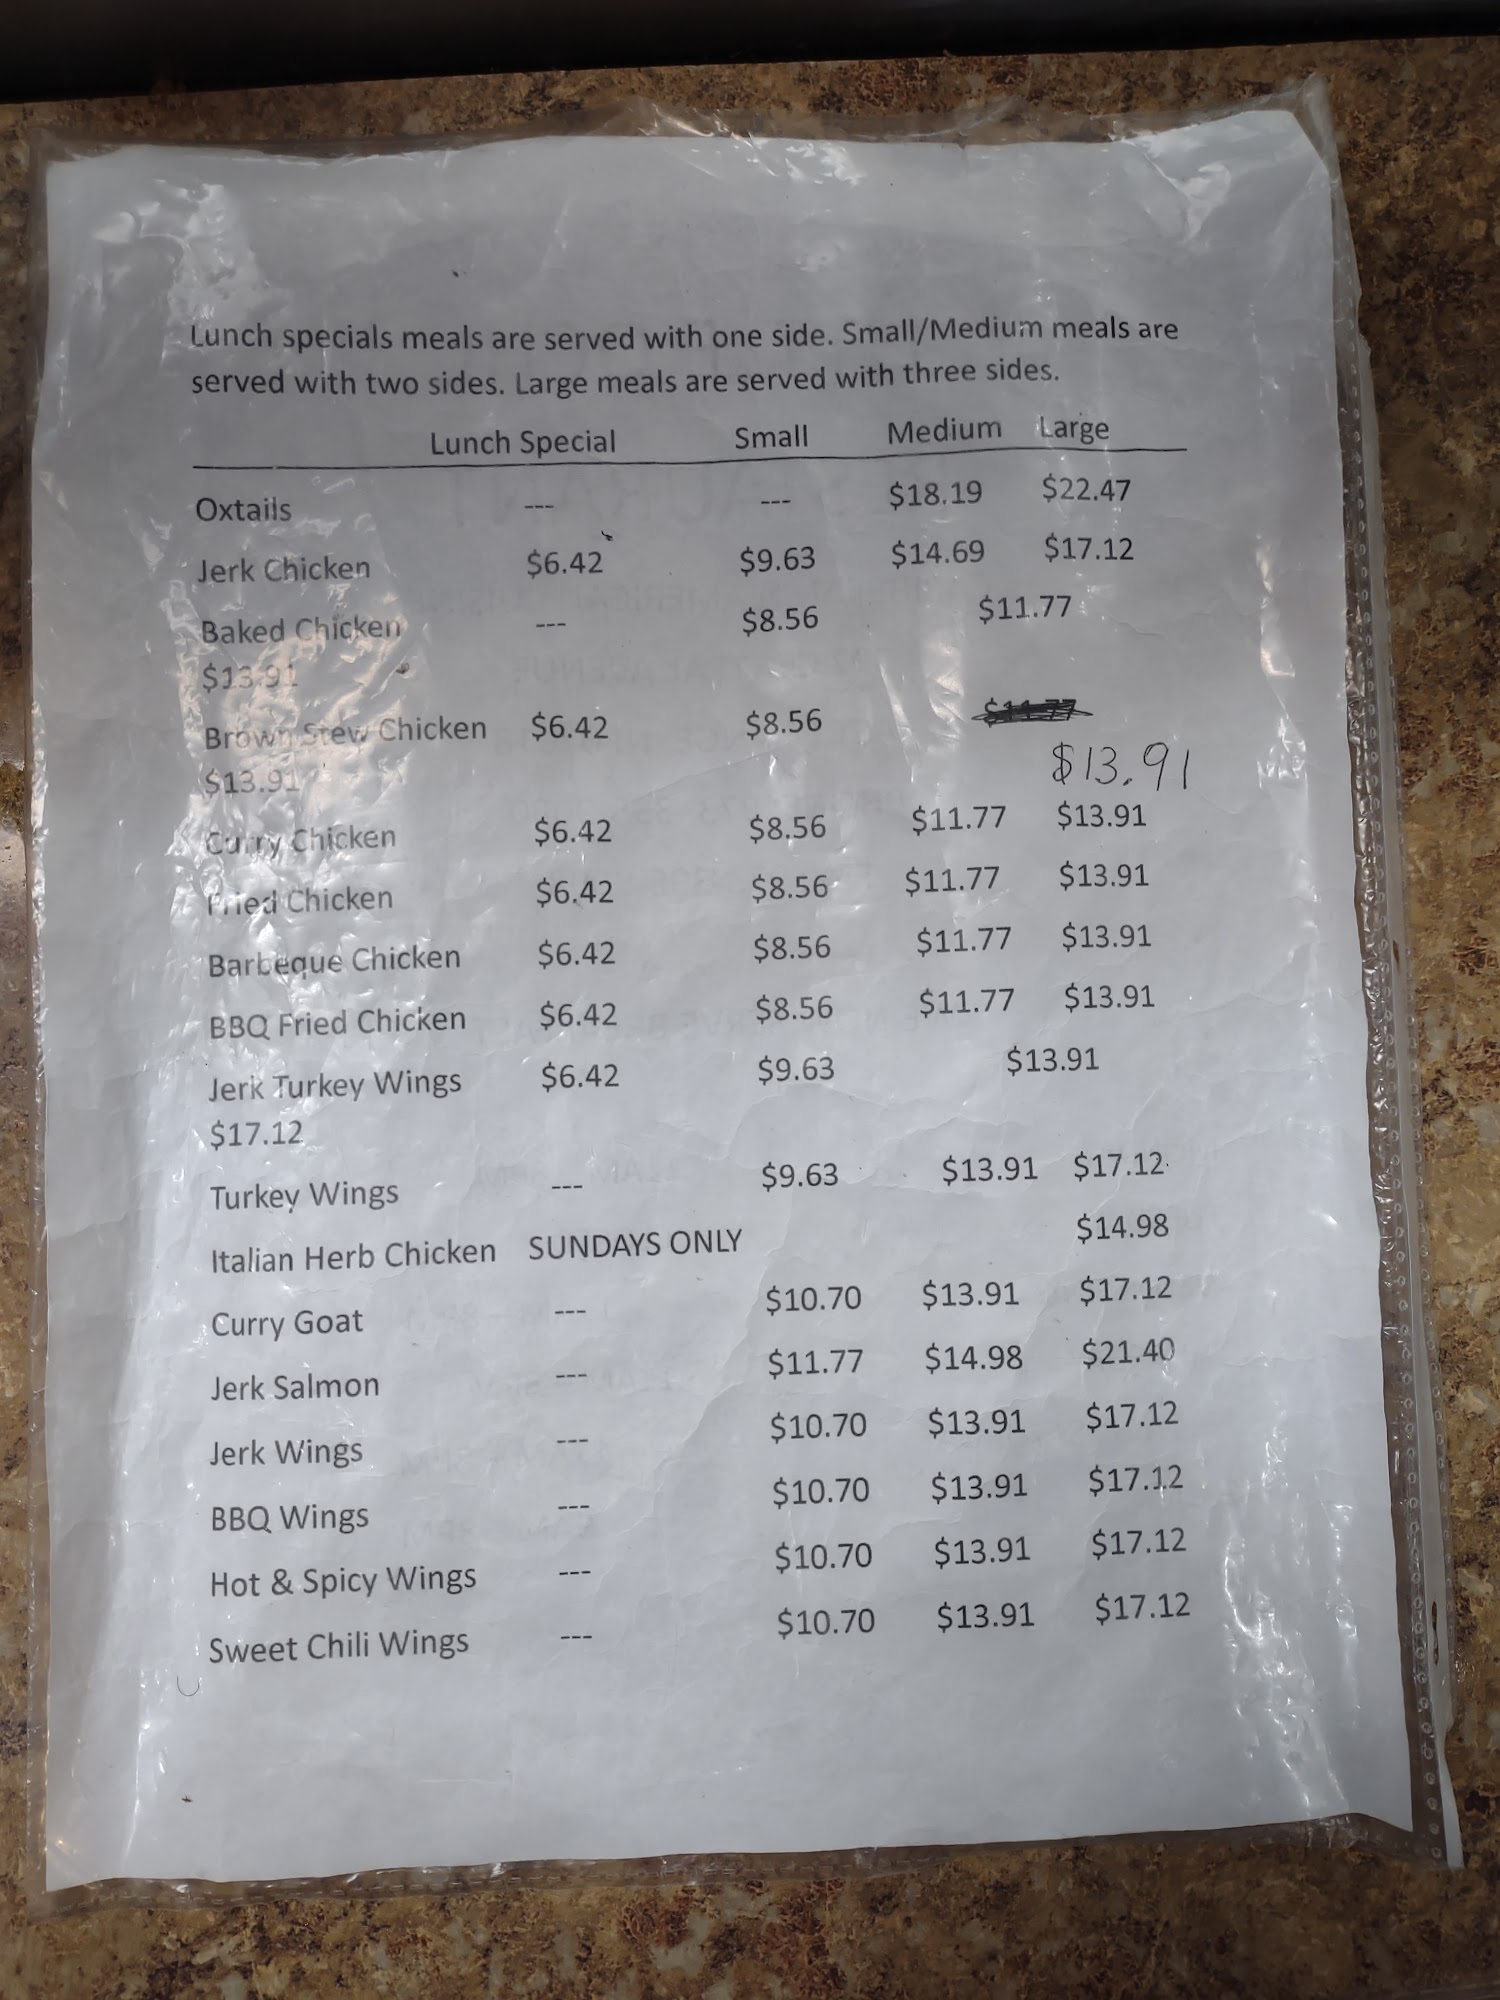 Lunch specials meals are served with one side. Small/Medium meals are
served with two sides. Large meals are served with three sides.
Lunch Special Small Medium Large
Oxtails --- --- $18.19 $22.47
Jerk Chicken $6.42 $9.63 $14.69 $17.12
Baked Chicken --- $8.56 $11.77
$13.91
Brown Stew Chicken $6.42 $8.56 $11.77
$13.91 $13.91
Curry Chicken $6.42 $8.56 $11.77 $13.91
Fried Chicken $6.42 $8.56 $11.77 $13.91
Barbeque Chicken $6.42 $8.56 $11.77 $13.91
BBQ Fried Chicken $6.42 $8.56 $11.77 $13.91
Jerk Turkey Wings $6.42 $9.63 $13.91
$17.12
Turkey Wings --- $9.63 $13.91 $17.12
Italian Herb Chicken SUNDAYS ONLY $14.98
Curry Goat --- $10.70 $13.91 $17.12
Jerk Salmon --- $11.77 $14.98 $21.40
Jerk Wings --- $10.70 $13.91 $17.12
BBQ Wings --- $10.70 $13.91 $17.12
Hot & Spicy Wings --- $10.70 $13.91 $17.12
Sweet Chili Wings --- $10.70 $13.91 $17.12